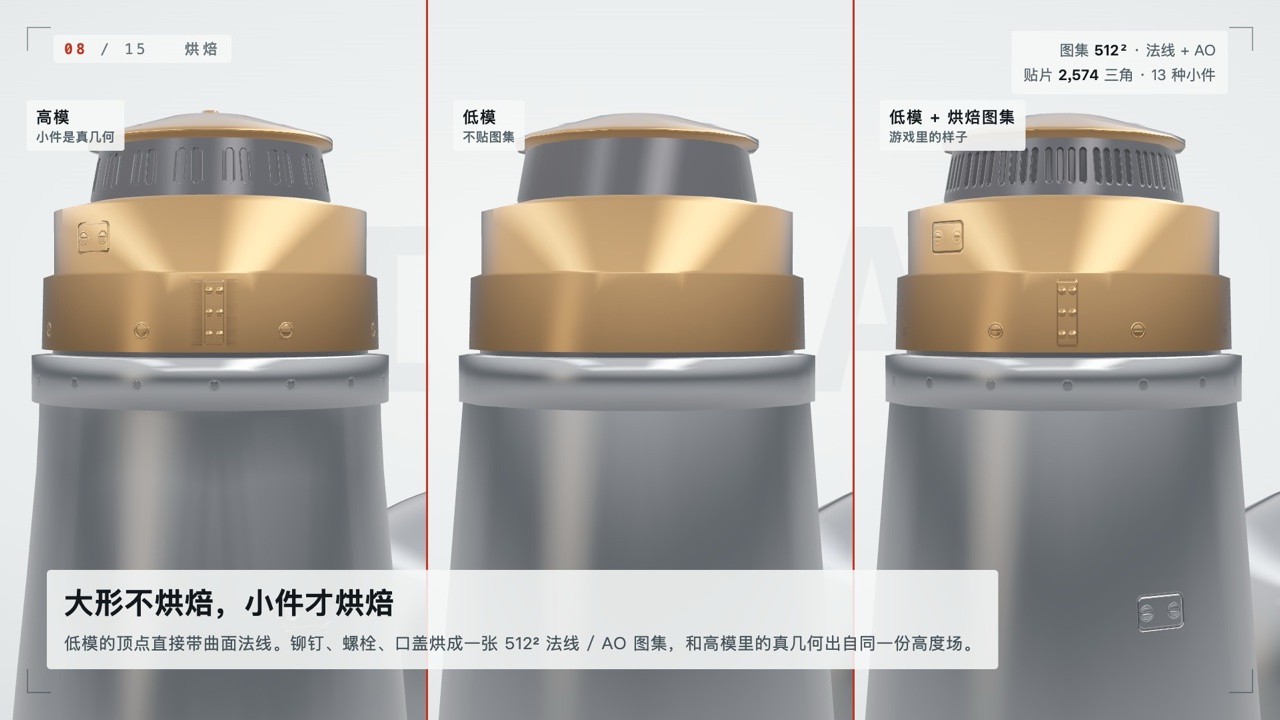 08 / 15 烘焙
图集 512² · 法线 + AO
贴片 2,574 三角 · 13 种小件
高模
小件是真几何
低模
不贴图集
低模 + 烘焙图集
游戏里的样子
大形不烘焙，小件才烘焙
低模的顶点直接带曲面法线。铆钉、螺栓、口盖烘成一张 512² 法线 / AO 图集，和高模里的真几何出自同一份高度场。